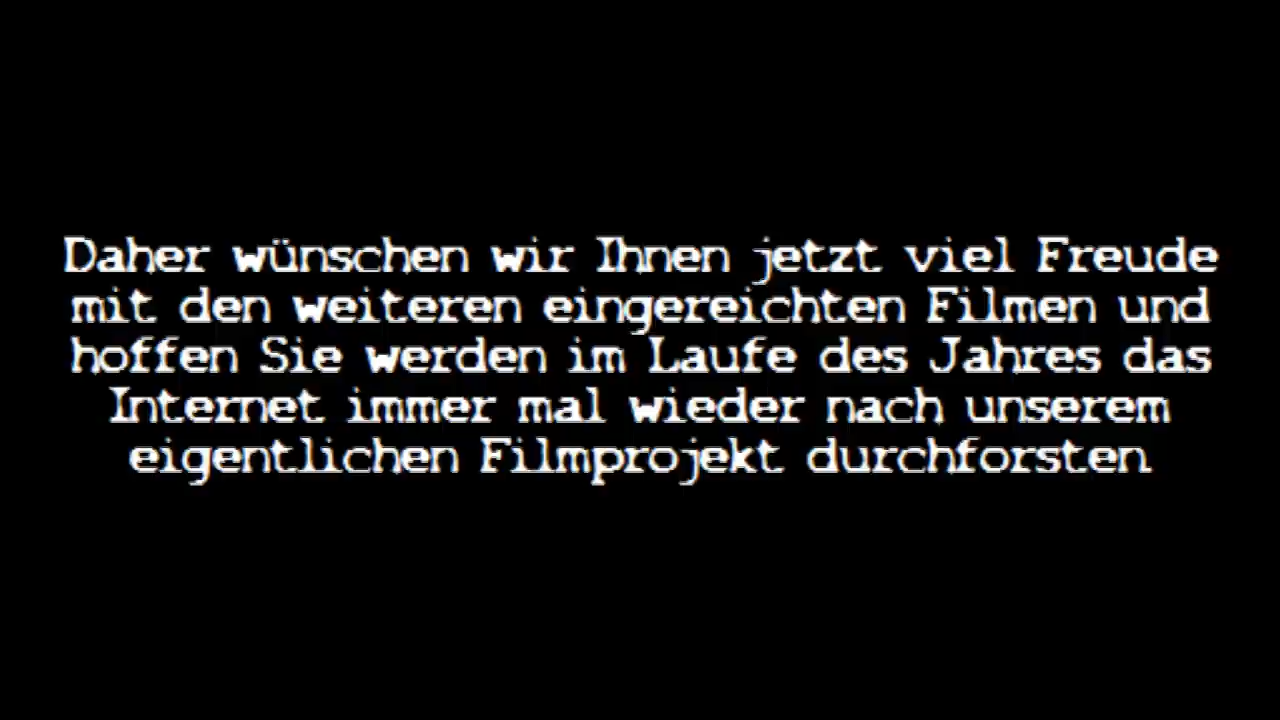 Daher wünschen wir Ihnen jetzt viel Freude
mit den weiteren eingereichten Filmen und
hoffen Sie werden im Laufe des Jahres das
Internet immer mal wieder nach unserem
eigentlichen Filmprojekt durchforsten.